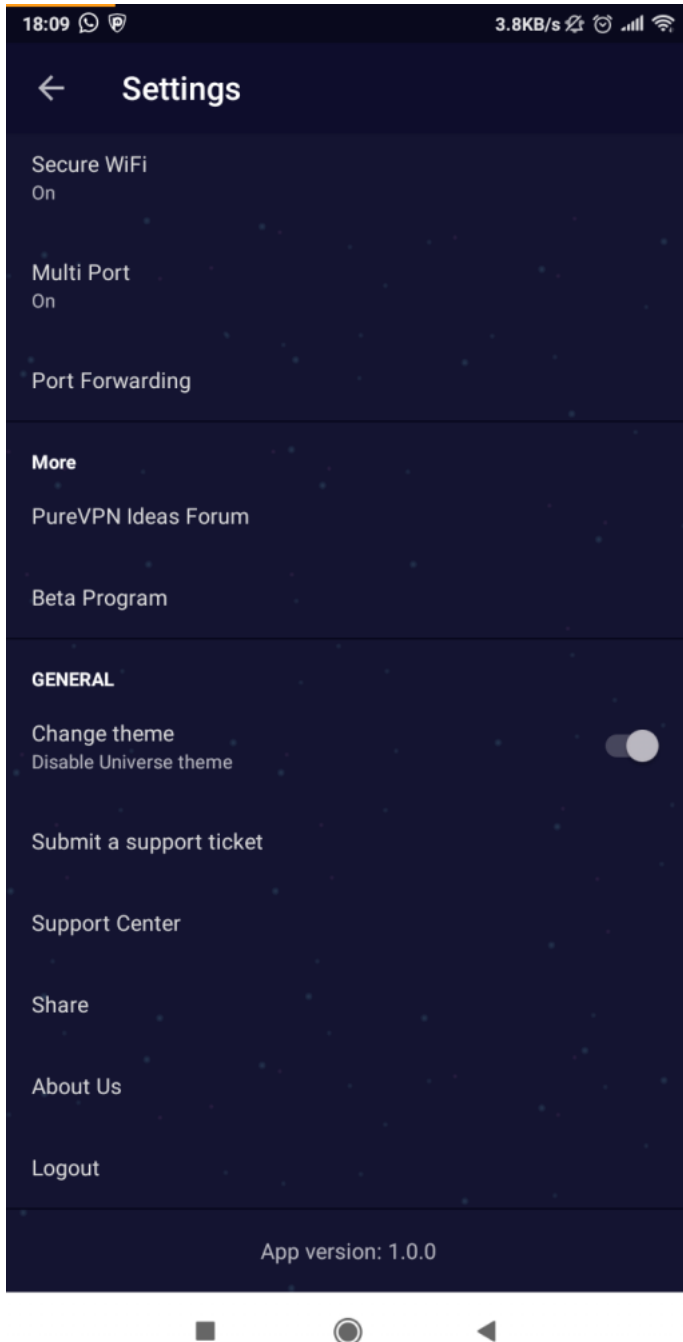 18:09 3.8KB/s
Settings
Secure WiFi
On
Multi Port
On
Port Forwarding
More
PureVPN Ideas Forum
Beta Program
GENERAL
Change theme
Disable Universe theme
Submit a support ticket
Support Center
Share
About Us
Logout
App version: 1.0.0